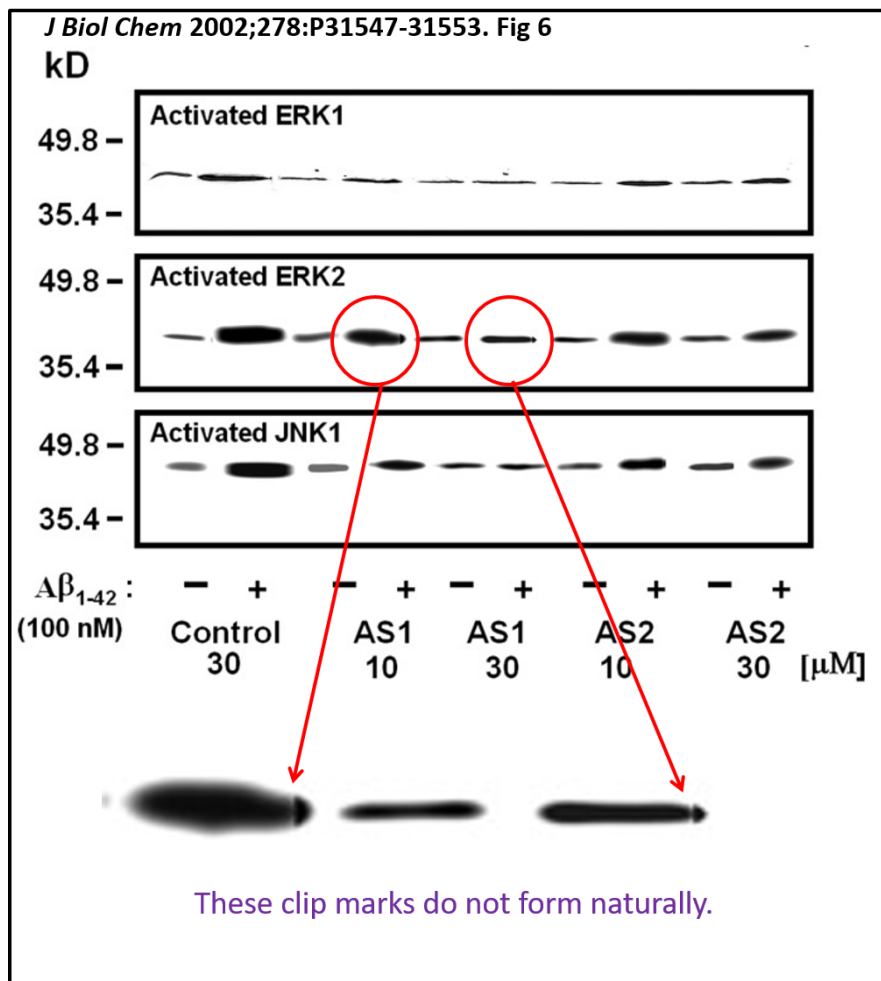 J Biol Chem 2002;278:P31547-31553. Fig 6
kD
Activated ERK1
49.8 –
35.4 –
Activated ERK2
49.8 –
35.4 –
Activated JNK1
49.8 –
35.4 –
Aβ1-42 : – + – + – + – + – +
(100 nM) Control AS1 AS1 AS2 AS2
30 10 30 10 30 [μM]
These clip marks do not form naturally.